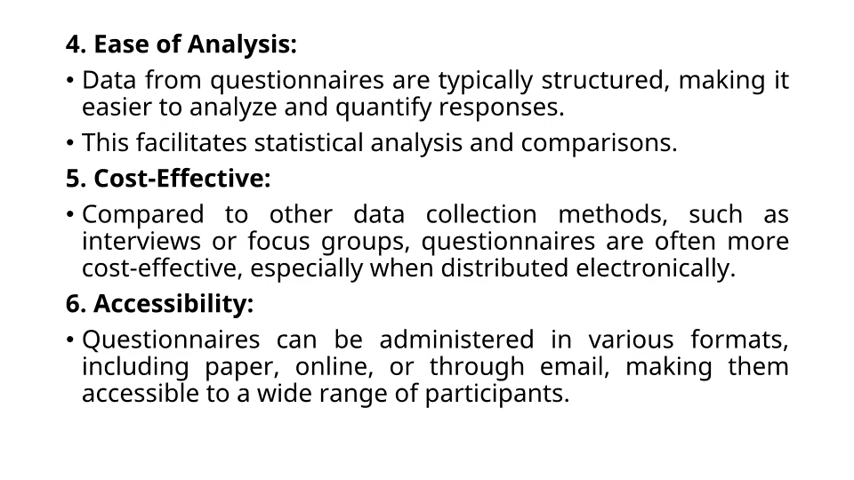 4. Ease of Analysis:
• Data from questionnaires are typically structured, making it
easier to analyze and quantify responses.
• This facilitates statistical analysis and comparisons.
5. Cost-Effective:
• Compared to other data collection methods, such as
interviews or focus groups, questionnaires are often more
cost-effective, especially when distributed electronically.
6. Accessibility:
• Questionnaires can be administered in various formats,
including paper, online, or through email, making them
accessible to a wide range of participants.